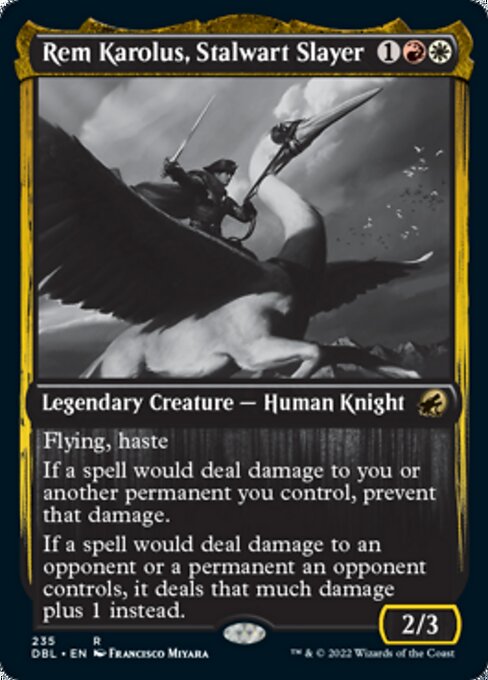 Rem Karolus, Stalwart Slayer 1
Legendary Creature — Human Knight
Flying, haste
If a spell would deal damage to you or
another permanent you control, prevent
that damage.
If a spell would deal damage to an
opponent or a permanent an opponent
controls, it deals that much damage
plus 1 instead.
2/3
235 R
DBL • EN Francisco Miyara
™ & © 2022 Wizards of the Coast